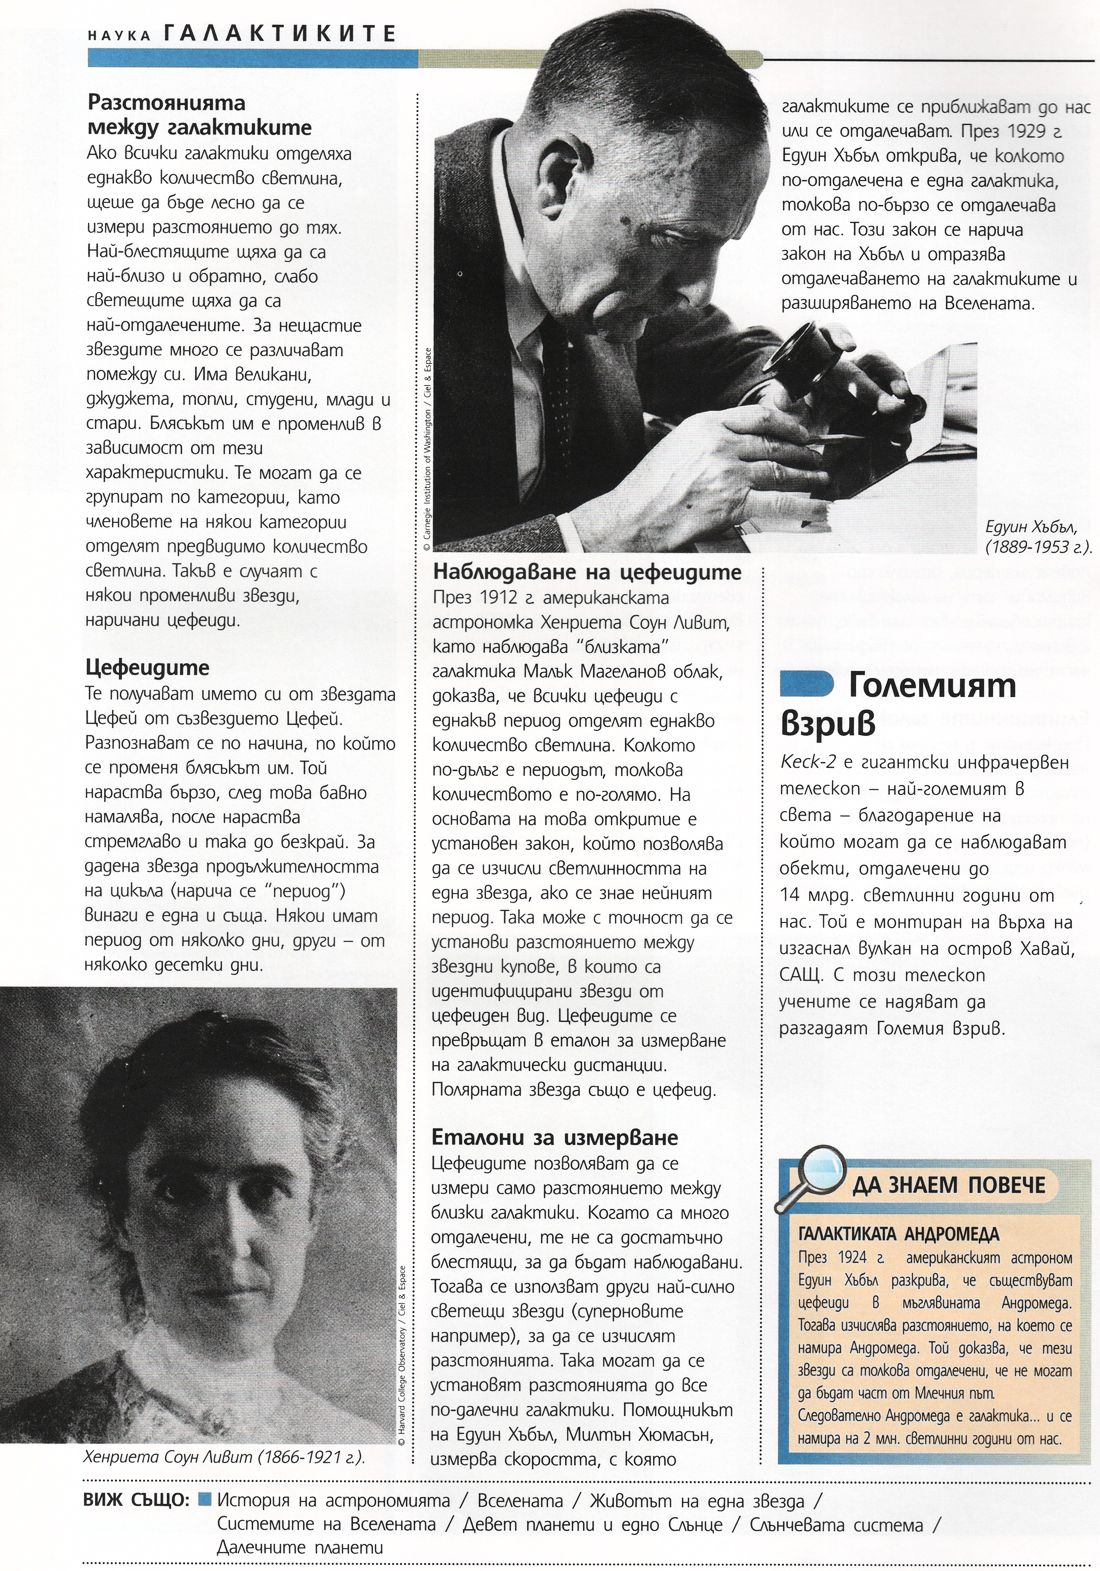 НАУКА ГАЛАКТИКИТЕ
Разстоянията
между галактиките
Ако всички галактики отделяха
еднакво количество светлина,
щеше да бъде лесно да се
измери разстоянието до тях.
Най-блестящите щяха да са
най-близо и обратно, слабо
светещите щяха да са
най-отдалечените. За нещастие
звездите много се различават
помежду си. Има великани,
джуджета, топли, студени, млади и
стари. Блясъкът им е променлив в
зависимост от тези
характеристики. Те могат да се
групират по категории, като
членовете на някои категории
отделят предвидимо количество
светлина. Такъв е случаят с
някои променливи звезди,
наричани цефеиди.
Цефеидите
Те получават името си от звездата
Цефей от съзвездието Цефей.
Разпознават се по начина, по който
се променя блясъкът им. Той
нараства бързо, след това бавно
намалява, после нараства
стремглаво и така до безкрай. За
дадена звезда продължителността
на цикъла (нарича се "период")
винаги е една и съща. Някои имат
период от няколко дни, други – от
няколко десетки дни.
© Harvard College Observatory / Ciel & Espace
Хенриета Соун Ливит (1866-1921 г.).
© Carnegie Institution of Washington / Ciel & Espace
Едуин Хъбъл,
(1889-1953 г.).
Наблюдаване на цефеидите
През 1912 г. американската
астрономка Хенриета Соун Ливит,
като наблюдава "близката"
галактика Малък Магеланов облак,
доказва, че всички цефеиди с
еднакъв период отделят еднакво
количество светлина. Колкото
по-дълъг е периодът, толкова
количеството е по-голямо. На
основата на това откритие е
установен закон, който позволява
да се изчисли светлинността на
една звезда, ако се знае нейният
период. Така може с точност да се
установи разстоянието между
звездни купове, в които са
идентифицирани звезди от
цефеиден вид. Цефеидите се
превръщат в еталон за измерване
на галактически дистанции.
Полярната звезда също е цефеид.
Еталони за измерване
Цефеидите позволяват да се
измери само разстоянието между
близки галактики. Когато са много
отдалечени, те не са достатъчно
блестящи, за да бъдат наблюдавани.
Тогава се използват други най-силно
светещи звезди (суперновите
например), за да се изчислят
разстоянията. Така могат да се
установят разстоянията до все
по-далечни галактики. Помощникът
на Едуин Хъбъл, Милтън Хюмасън,
измерва скоростта, с която
галактиките се приближават до нас
или се отдалечават. През 1929 г.
Едуин Хъбъл открива, че колкото
по-отдалечена е една галактика,
толкова по-бързо се отдалечава
от нас. Този закон се нарича
закон на Хъбъл и отразява
отдалечаването на галактиките и
разширяването на Вселената.
Големият
взрив
Keck-2 е гигантски инфрачервен
телескоп – най-големият в
света – благодарение на
който могат да се наблюдават
обекти, отдалечени до
14 млрд. светлинни години от
нас. Той е монтиран на върха на
изгаснал вулкан на остров Хавай,
САЩ. С този телескоп
учените се надяват да
разгадаят Големия взрив.
ДА ЗНАЕМ ПОВЕЧЕ
ГАЛАКТИКАТА АНДРОМЕДА
През 1924 г. американският астроном
Едуин Хъбъл разкрива, че съществуват
цефеиди в мъглявината Андромеда.
Тогава изчислява разстоянието, на което се
намира Андромеда. Той доказва, че тези
звезди са толкова отдалечени, че не могат
да бъдат част от Млечния път.
Следователно Андромеда е галактика... и се
намира на 2 млн. светлинни години от нас.
ВИЖ СЪЩО: История на астрономията / Вселената / Животът на една звезда /
Системите на Вселената / Девет планети и едно Слънце / Слънчевата система /
Далечните планети